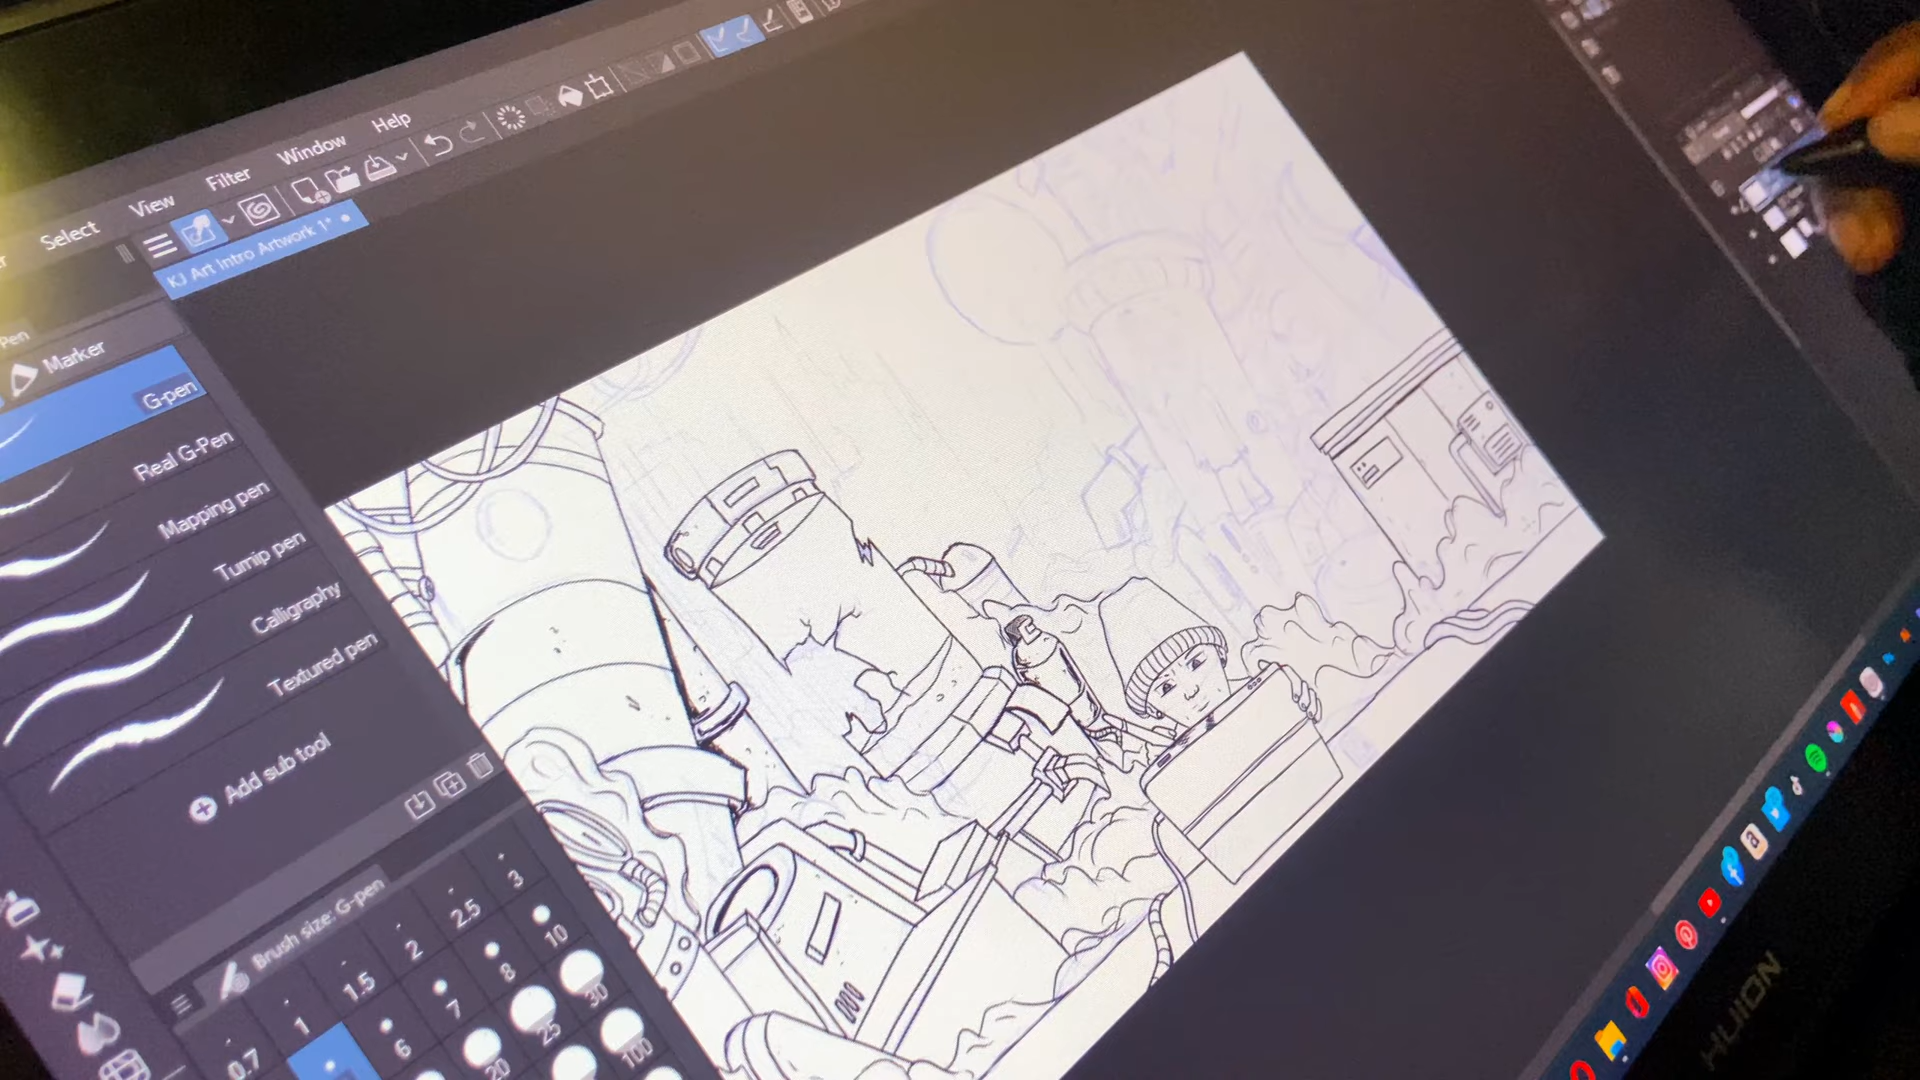 Select
View
Filter
Window
Help
KJ Art Intro Artwork 1*
Pen
Marker
G-pen
Real G-Pen
Mapping pen
Turnip pen
Calligraphy
Textured pen
Add sub tool
Brush size: G-pen
0.7 1 1.5 2 2.5 3
6 7 8 10
20 25 30
100
HUION